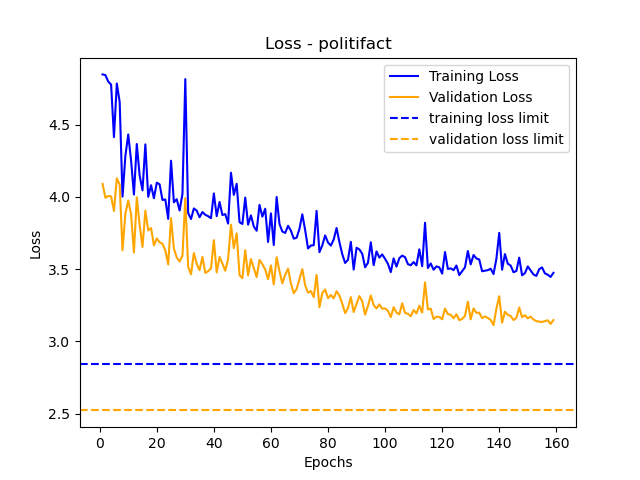 Loss - politifact
Training Loss
Validation Loss
training loss limit
validation loss limit
Loss
4.5
4.0
3.5
3.0
2.5
0 20 40 60 80 100 120 140 160
Epochs